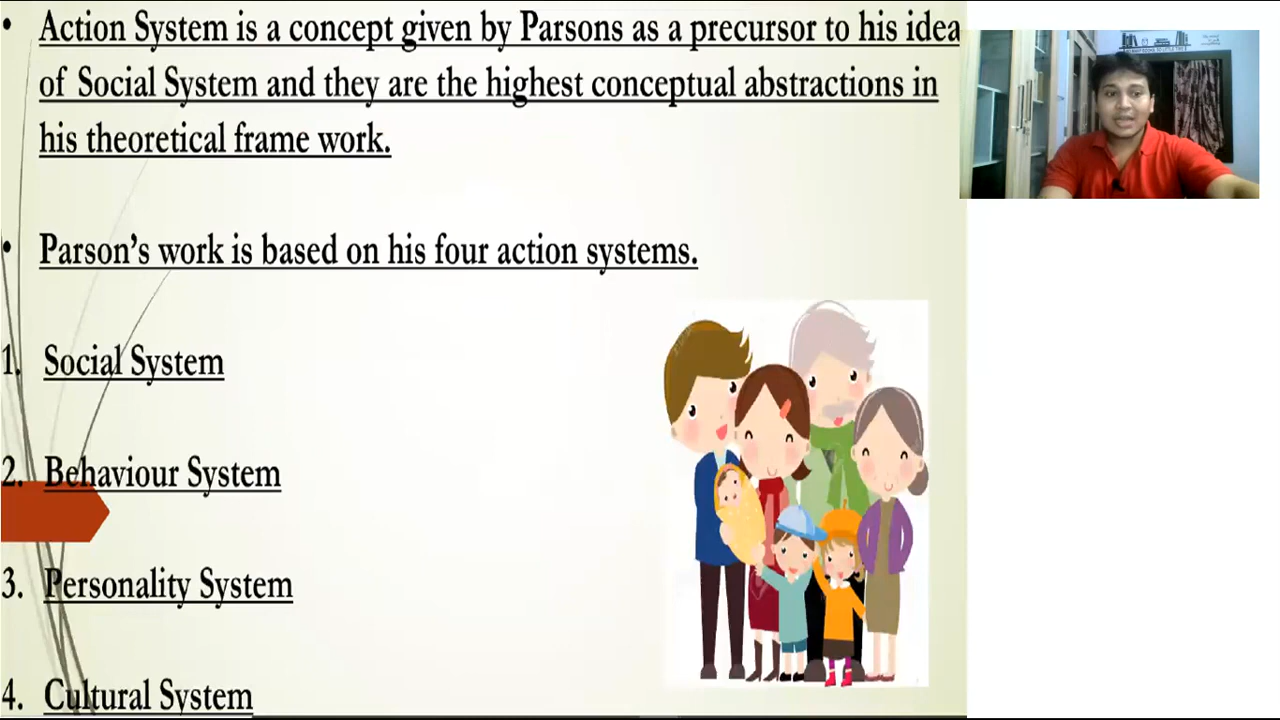 • Action System is a concept given by Parsons as a precursor to his idea
of Social System and they are the highest conceptual abstractions in
his theoretical frame work.
• Parson's work is based on his four action systems.
1. Social System
2. Behaviour System
3. Personality System
4. Cultural System